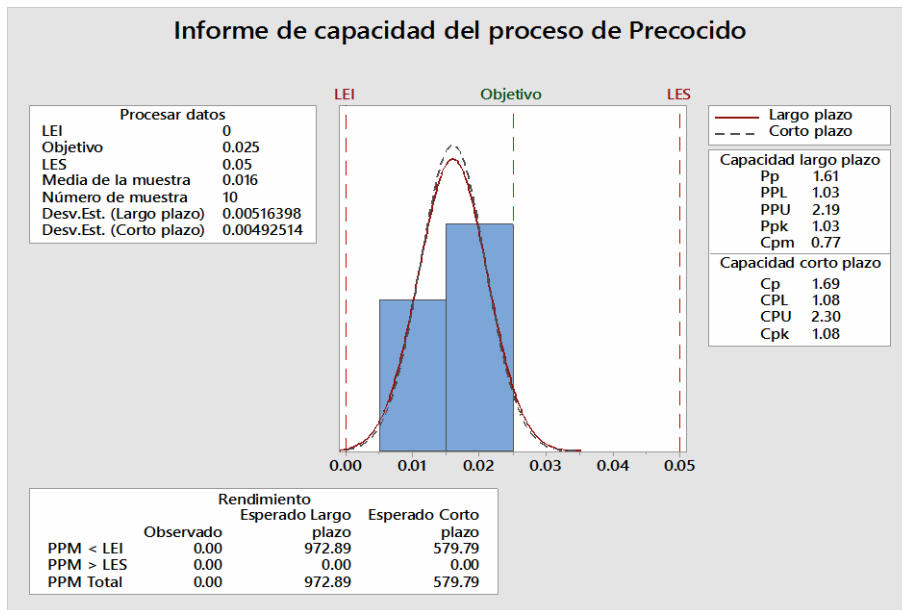 Informe de capacidad del proceso de Precocido
LEI Objetivo LES
Procesar datos
LEI 0
Objetivo 0.025
LES 0.05
Media de la muestra 0.016
Número de muestra 10
Desv.Est. (Largo plazo) 0.00516398
Desv.Est. (Corto plazo) 0.00492514
Largo plazo
Corto plazo
Capacidad largo plazo
Pp 1.61
PPL 1.03
PPU 2.19
Ppk 1.03
Cpm 0.77
Capacidad corto plazo
Cp 1.69
CPL 1.08
CPU 2.30
Cpk 1.08
0.00 0.01 0.02 0.03 0.04 0.05
Rendimiento
Esperado Largo Esperado Corto
Observado plazo plazo
PPM < LEI 0.00 972.89 579.79
PPM > LES 0.00 0.00 0.00
PPM Total 0.00 972.89 579.79